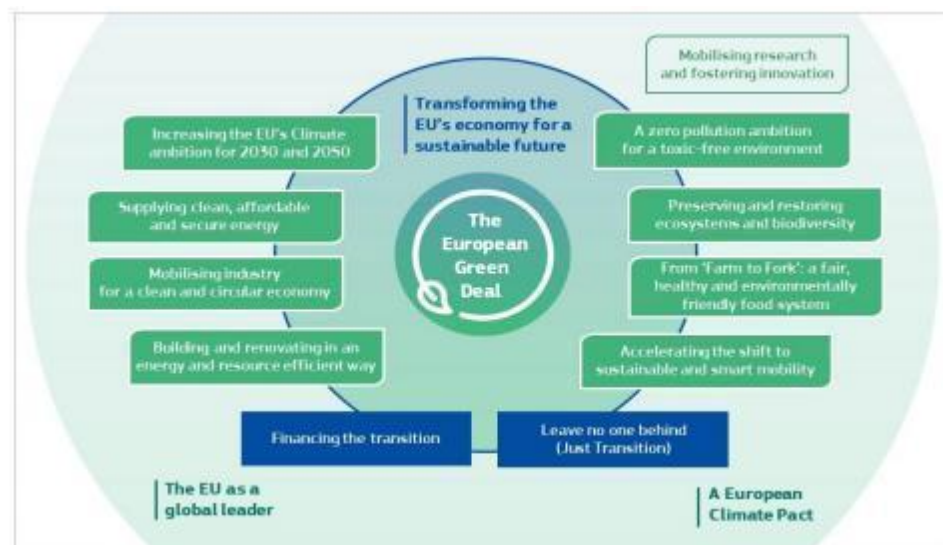 Mobilising research
and fostering innovation
Transforming the
EU's economy for a
sustainable future
Increasing the EU's Climate
ambition for 2030 and 2050
A zero pollution ambition
for a toxic-free environment
Supplying clean, affordable
and secure energy
Preserving and restoring
ecosystems and biodiversity
The
European
Green
Deal
Mobilising industry
for a clean and circular economy
From 'Farm to Fork': a fair,
healthy and environmentally
friendly food system
Building and renovating in an
energy and resource efficient way
Accelerating the shift to
sustainable and smart mobility
Financing the transition
Leave no one behind
(Just Transition)
The EU as a
global leader
A European
Climate Pact